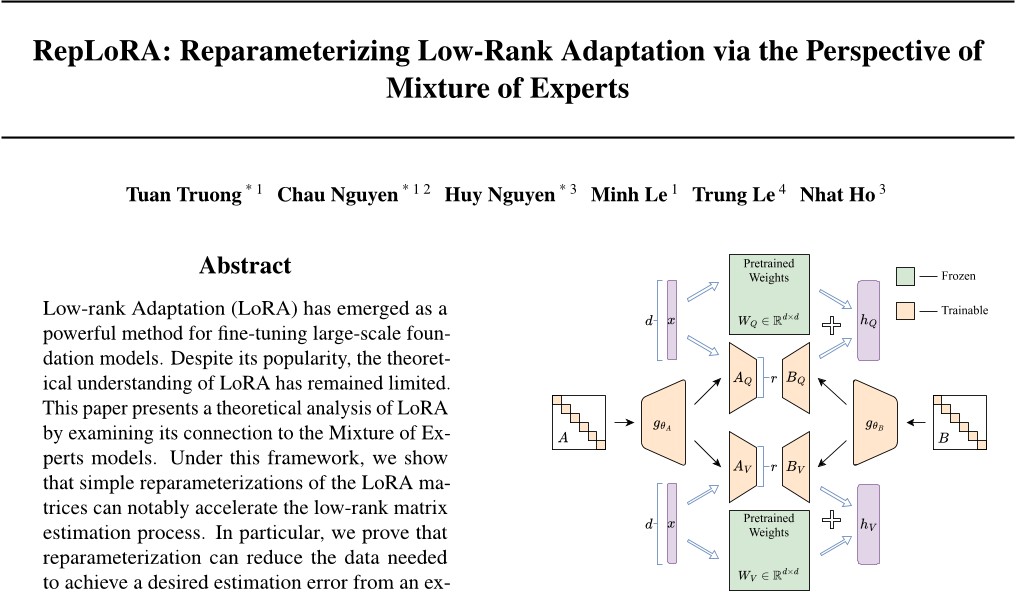 RepLoRA: Reparameterizing Low-Rank Adaptation via the Perspective of
Mixture of Experts
Tuan Truong * 1 Chau Nguyen * 1 2 Huy Nguyen * 3 Minh Le 1 Trung Le 4 Nhat Ho 3
Abstract
Low-rank Adaptation (LoRA) has emerged as a
powerful method for fine-tuning large-scale foun-
dation models. Despite its popularity, the theoret-
ical understanding of LoRA has remained limited.
This paper presents a theoretical analysis of LoRA
by examining its connection to the Mixture of Ex-
perts models. Under this framework, we show
that simple reparameterizations of the LoRA ma-
trices can notably accelerate the low-rank matrix
estimation process. In particular, we prove that
reparameterization can reduce the data needed
to achieve a desired estimation error from an ex-
Pretrained
Weights
W_Q ∈ ℝ^{d×d}
Frozen
Trainable
d x
h_Q
A_Q r B_Q
A
g_{θ_A}
g_{θ_B}
B
A_V r B_V
d x
h_V
Pretrained
Weights
W_V ∈ ℝ^{d×d}